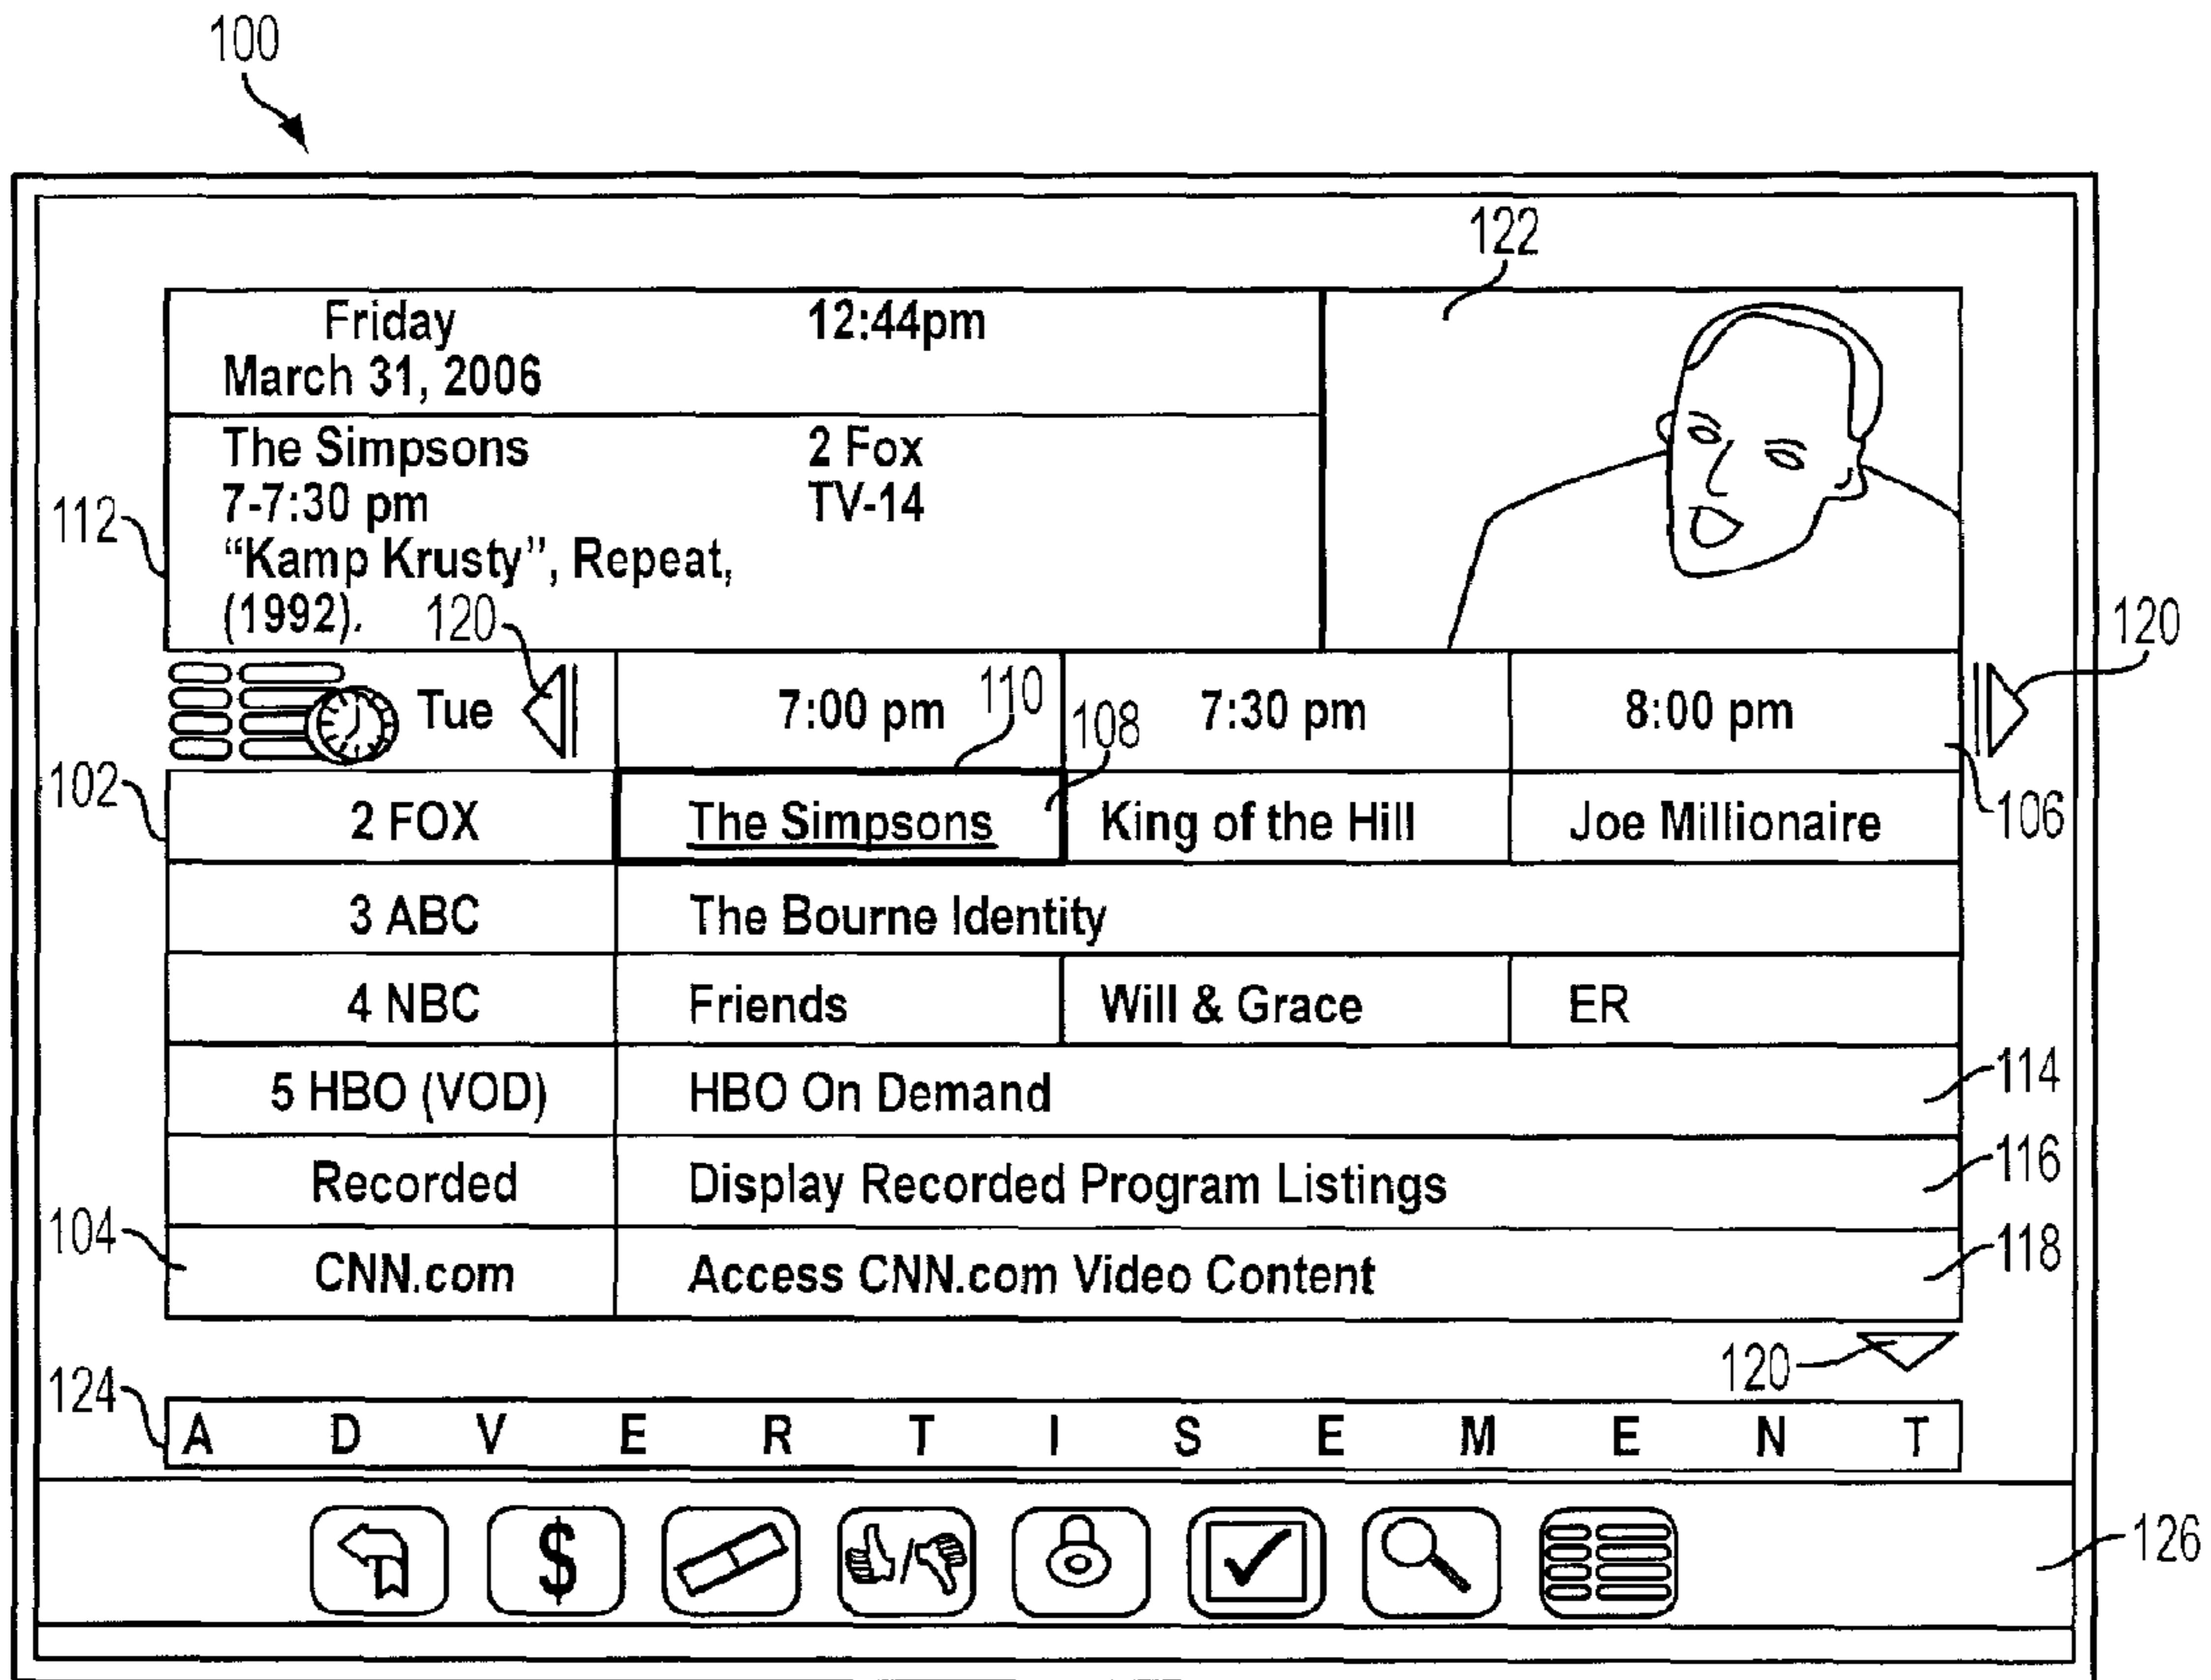 100
122
Friday 12:44pm
March 31, 2006
The Simpsons 2 Fox
7-7:30 pm TV-14
112
“Kamp Krusty”, Repeat,
(1992).
120
120
Tue 7:00 pm 7:30 pm 8:00 pm
110
108
106
102
2 FOX The Simpsons King of the Hill Joe Millionaire
3 ABC The Bourne Identity
4 NBC Friends Will & Grace ER
5 HBO (VOD) HBO On Demand
114
Recorded Display Recorded Program Listings
116
104
CNN.com Access CNN.com Video Content
118
120
124
A D V E R T I S E M E N T
$ /
126